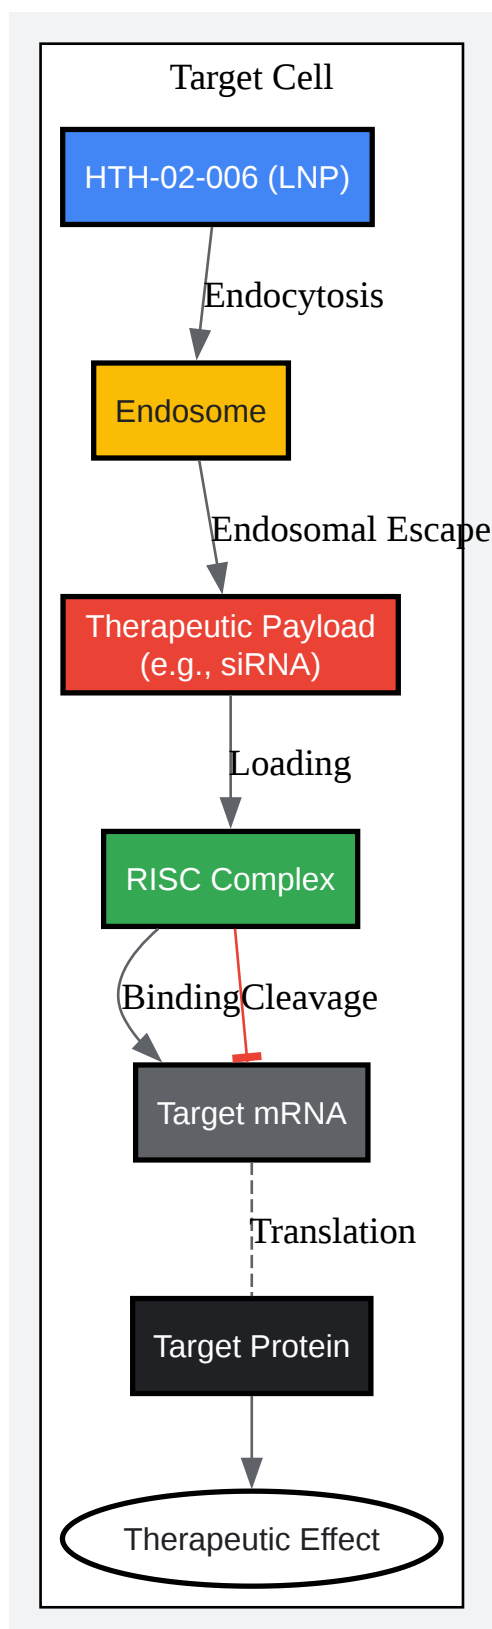 Target Cell
HTH-02-006 (LNP)
Endocytosis
Endosome
Endosomal Escape
Therapeutic Payload
(e.g., siRNA)
Loading
RISC Complex
Binding
Cleavage
Target mRNA
Translation
Target Protein
Therapeutic Effect